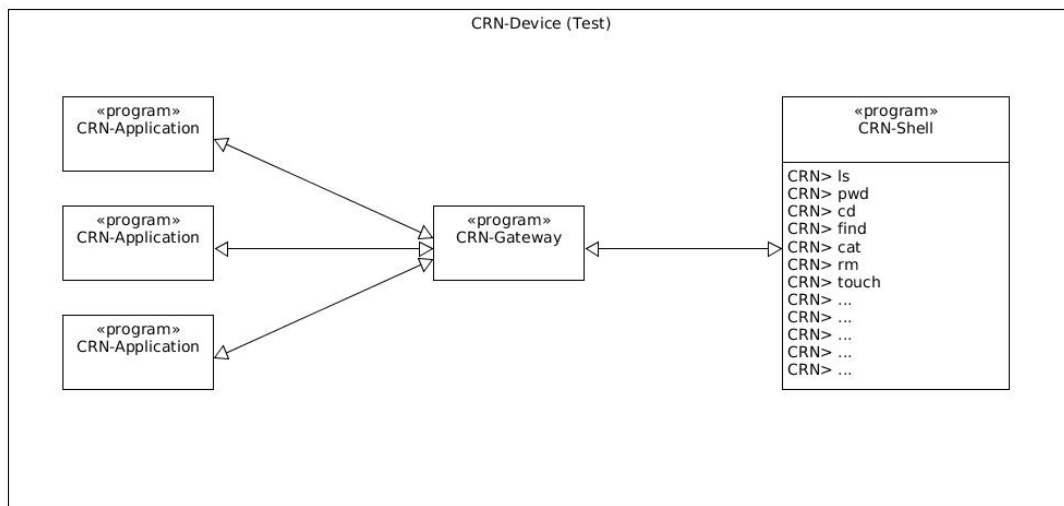 CRN-Device (Test)
«program»
CRN-Application
«program»
CRN-Application
«program»
CRN-Application
«program»
CRN-Gateway
«program»
CRN-Shell
CRN> ls
CRN> pwd
CRN> cd
CRN> find
CRN> cat
CRN> rm
CRN> touch
CRN> ...
CRN> ...
CRN> ...
CRN> ...
CRN> ...